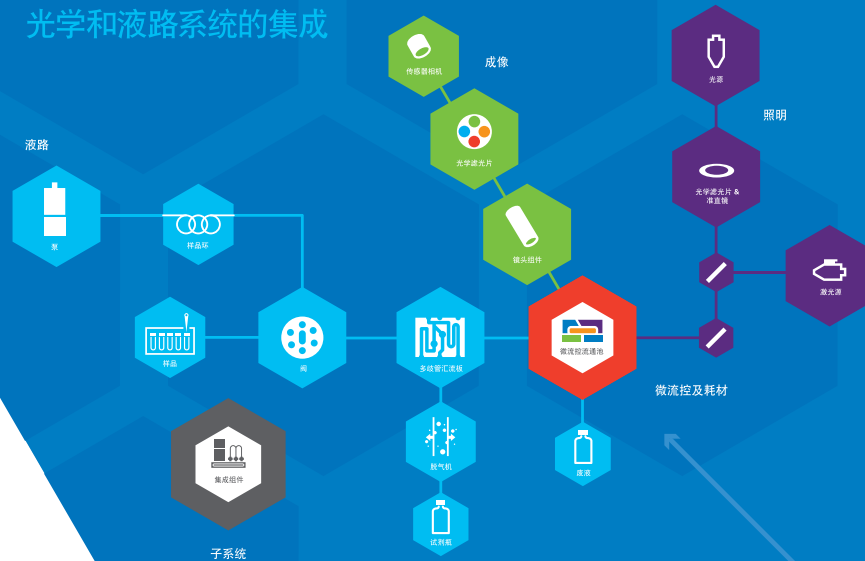 光学和液路系统的集成
传感器相机
成像
光源
照明
液路
光学滤光片
光学滤光片 &
准直镜
泵
样品环
镜头组件
激光源
样品
阀
多歧管汇流板
微流控流通池
微流控及耗材
脱气机
废液
集成组件
试剂瓶
子系统